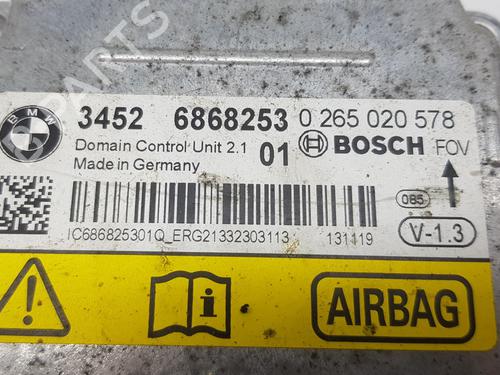 BMW
3452 6868253 0 265 020 578
Domain Control Unit 2.1 01 BOSCH FOV
Made in Germany
085
IC686825301Q_ERG21332303113 131119
V-1.3
AIRBAG